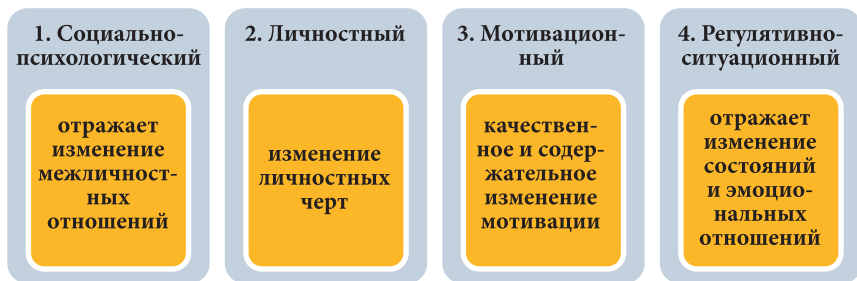 1. Социально-
психологический
отражает
изменение
межличност-
ных
отношений
2. Личностный
изменение
личностных
черт
3. Мотивацион-
ный
качествен-
ное и содер-
жательное
изменение
мотивации
4. Регулятивно-
ситуационный
отражает
изменение
состояний
и эмоцио-
нальных
отношений